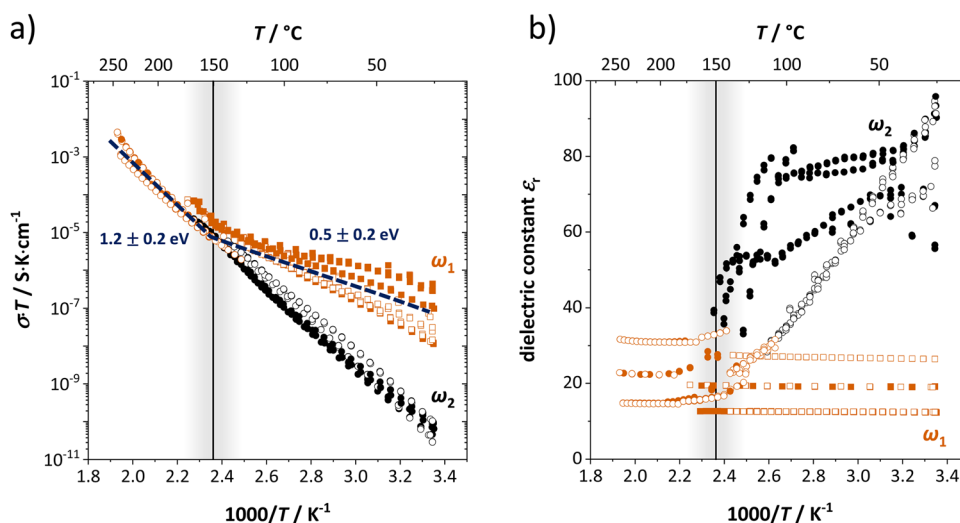 a)
T / °C
250 200 150 100 50
10-1
10-3
10-5
10-7
10-9
10-11
σ·T / S·K·cm-1
1.2 ± 0.2 eV
0.5 ± 0.2 eV
ω1
ω2
1.8 2.0 2.2 2.4 2.6 2.8 3.0 3.2 3.4
1000/T / K-1
b)
T / °C
250 200 150 100 50
100
80
60
40
20
0
dielectric constant εr
ω2
ω1
1.8 2.0 2.2 2.4 2.6 2.8 3.0 3.2 3.4
1000/T / K-1